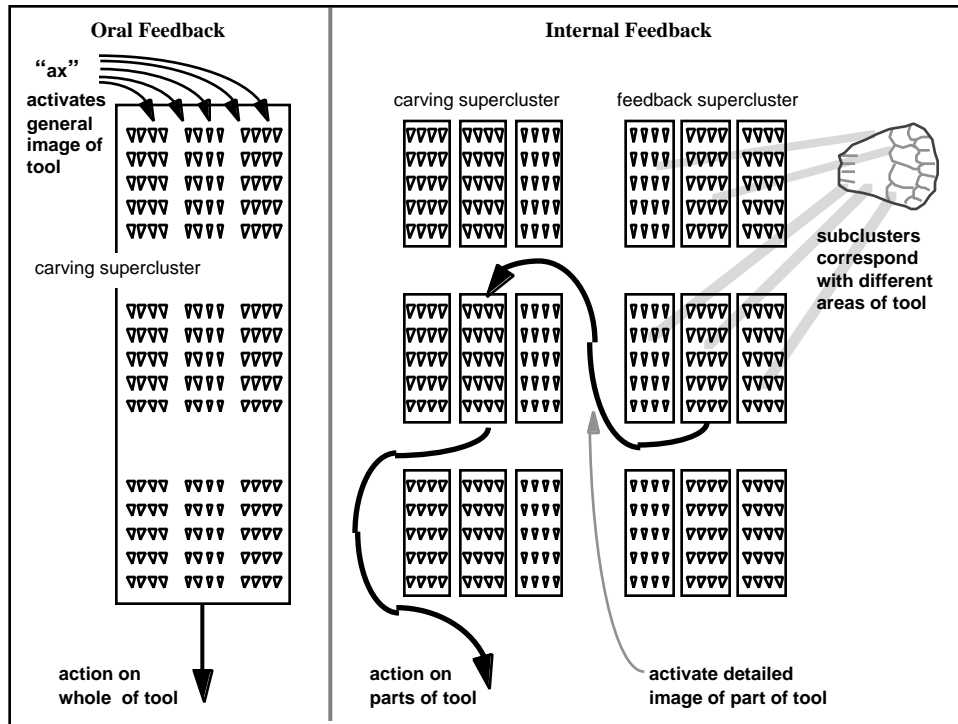 Oral Feedback
“ax”
activates
general
image of
tool
carving supercluster
action on
whole of tool
Internal Feedback
carving supercluster
feedback supercluster
subclusters
correspond
with different
areas of tool
action on
parts of tool
activate detailed
image of part of tool